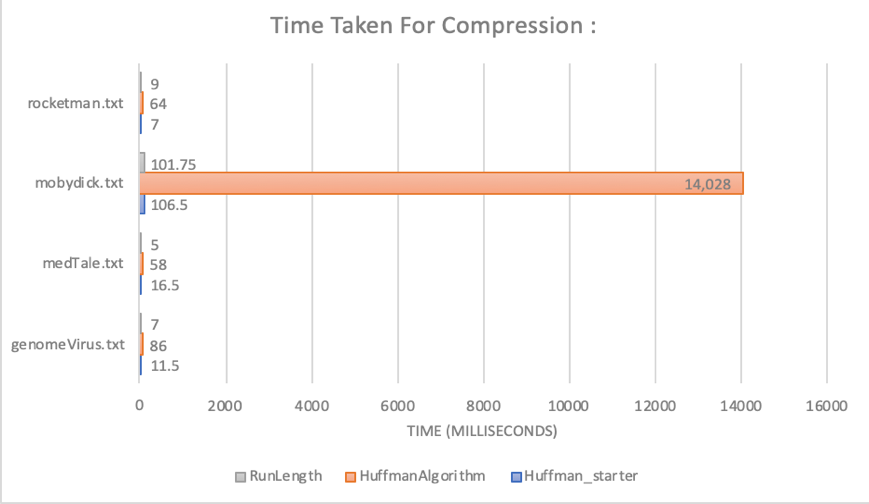 Time Taken For Compression :
9
rocketman.txt
64
7
101.75
mobydick.txt
14,028
106.5
5
medTale.txt
58
16.5
7
genomeVirus.txt
86
11.5
0 2000 4000 6000 8000 10000 12000 14000 16000
TIME (MILLISECONDS)
RunLength HuffmanAlgorithm Huffman_starter